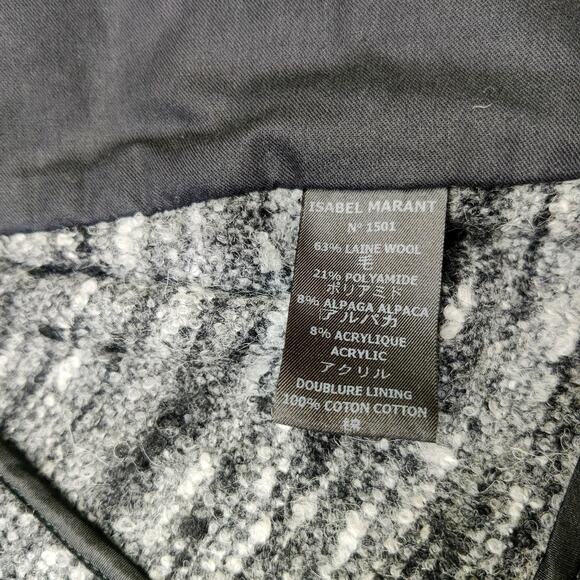 ISABEL MARANT
N° 1501
63% LAINE WOOL
毛
21% POLYAMIDE
ポリアミド
8% ALPAGA ALPACA
アルパカ
8% ACRYLIQUE
ACRYLIC
アクリル
DOUBLURE LINING
100% COTON COTTON